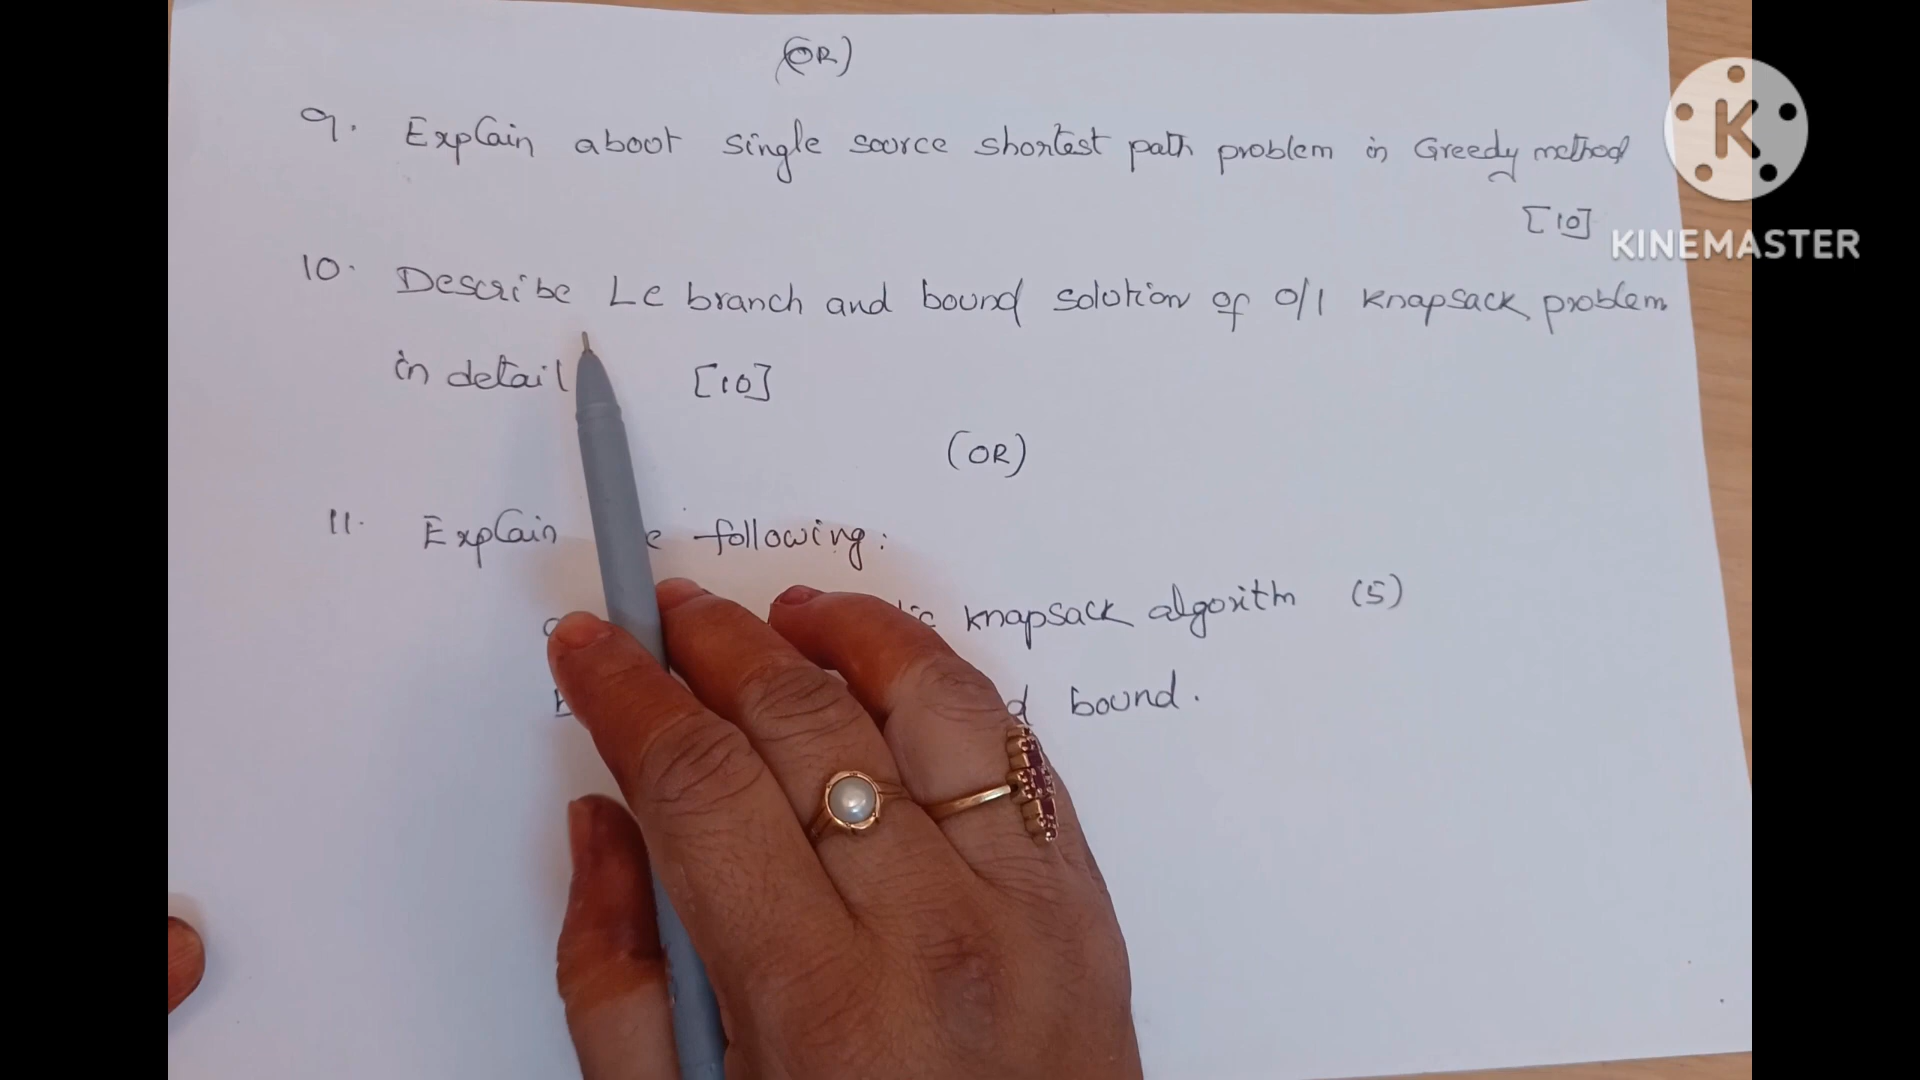 (OR)
9. Explain about single source shortest path problem in Greedy method
[10]
KINEMASTER
10. Describe LC branch and bound solution of 0/1 knapsack problem
in detail [10]
(OR)
11. Explain following:
knapsack algorithm (5)
bound.